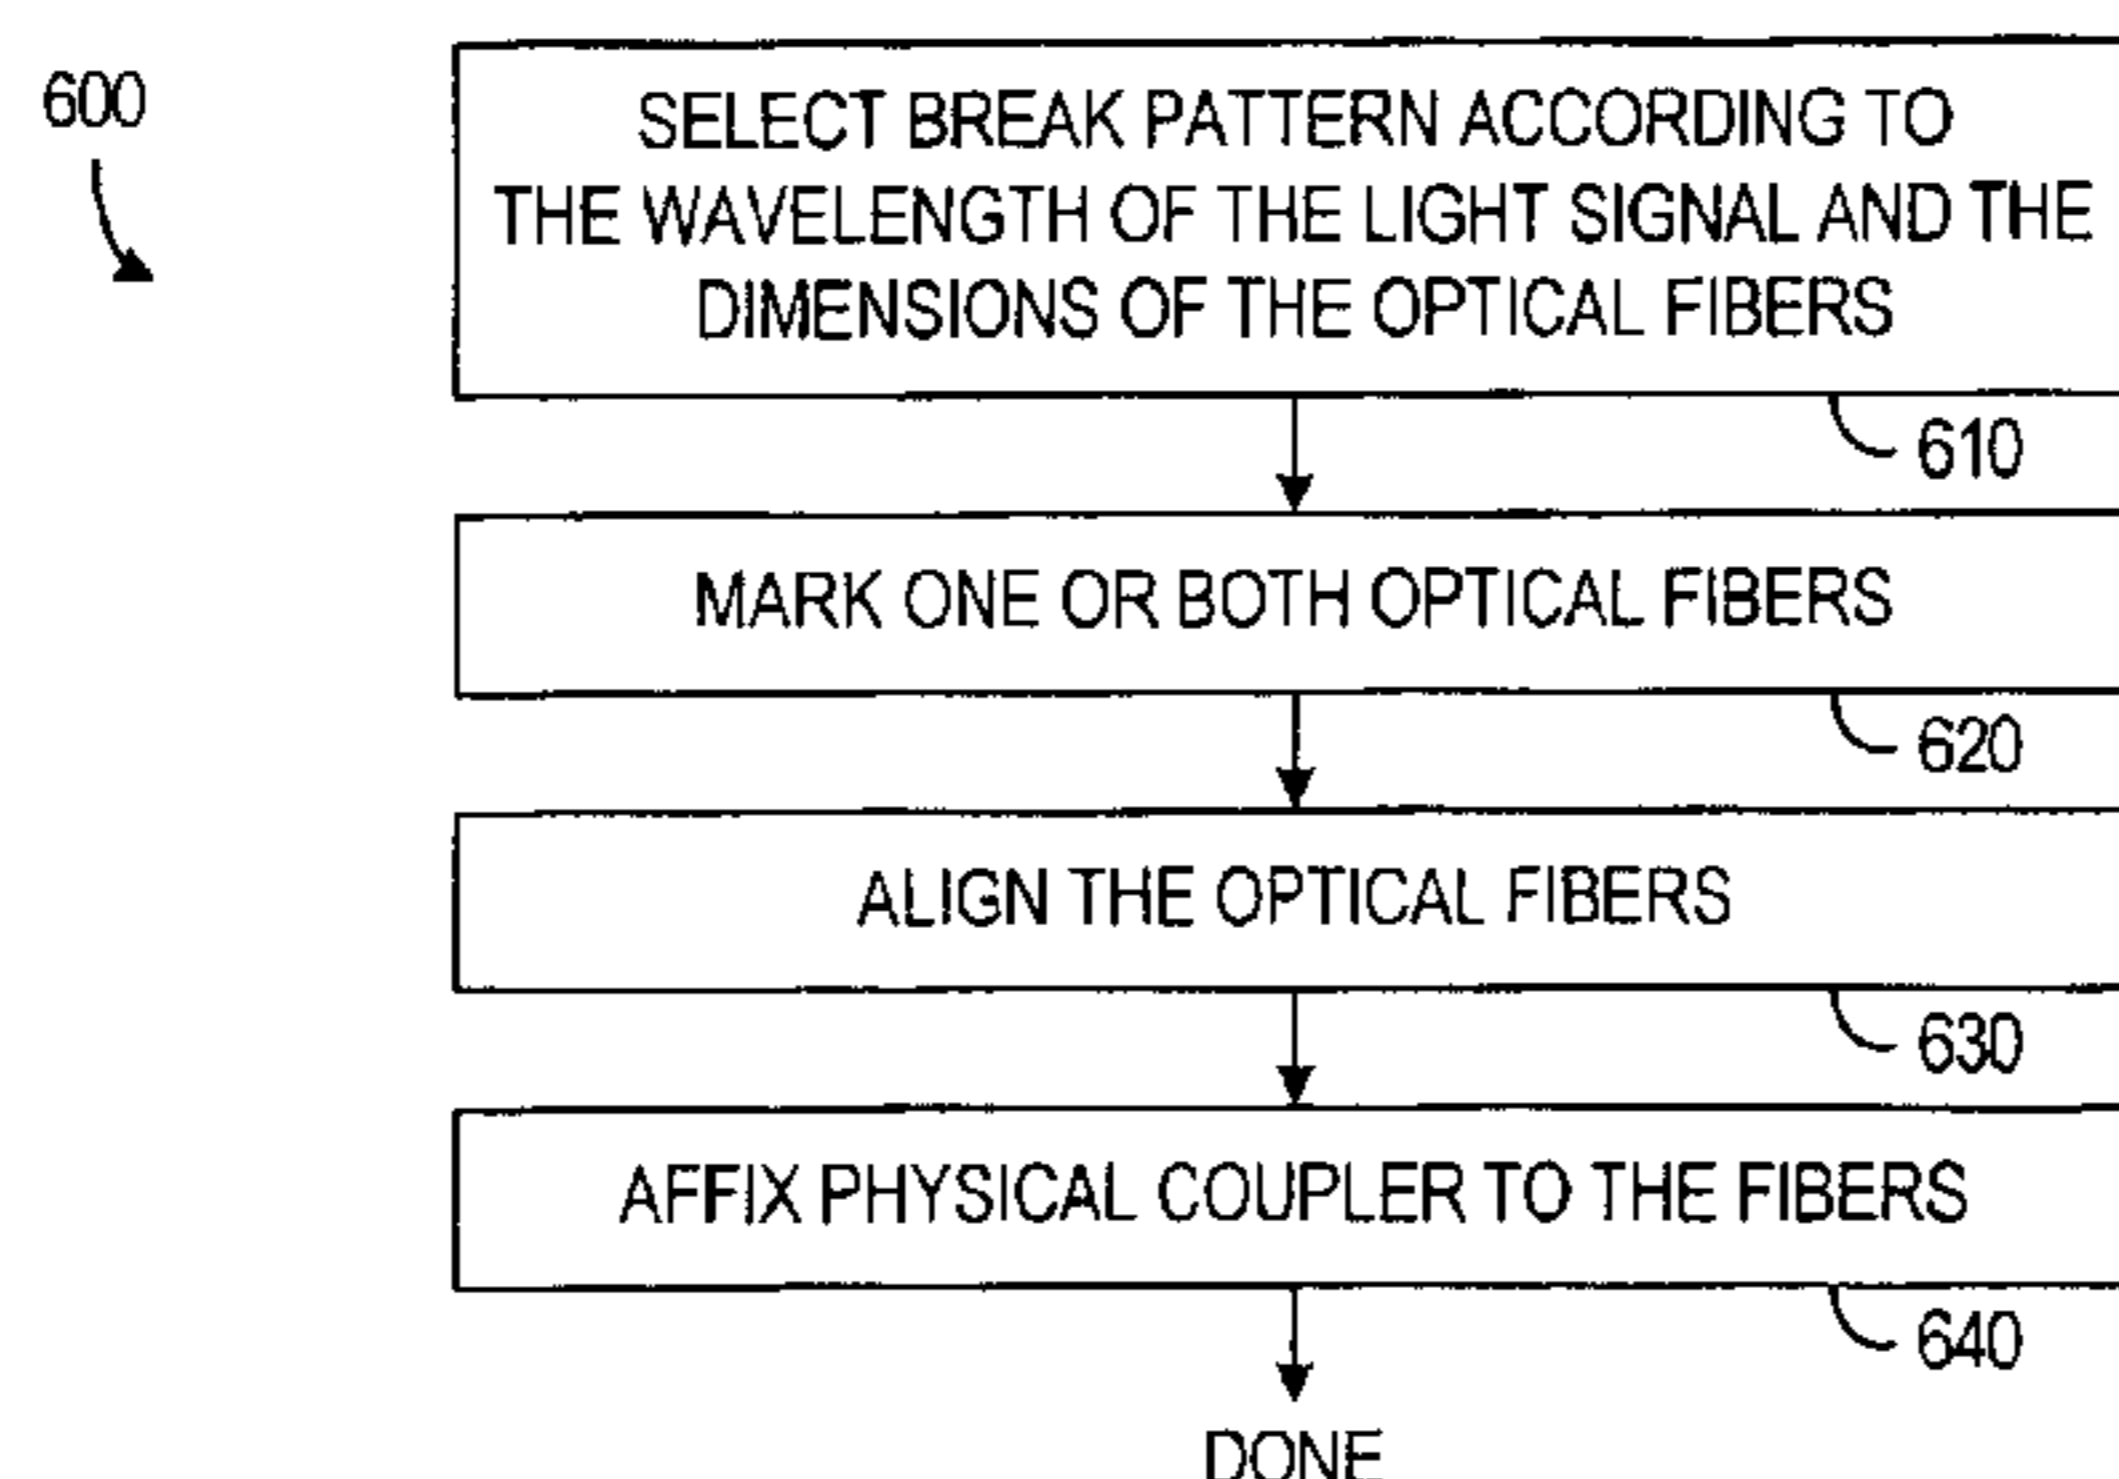 600
SELECT BREAK PATTERN ACCORDING TO
THE WAVELENGTH OF THE LIGHT SIGNAL AND THE
DIMENSIONS OF THE OPTICAL FIBERS
610
MARK ONE OR BOTH OPTICAL FIBERS
620
ALIGN THE OPTICAL FIBERS
630
AFFIX PHYSICAL COUPLER TO THE FIBERS
640
DONE